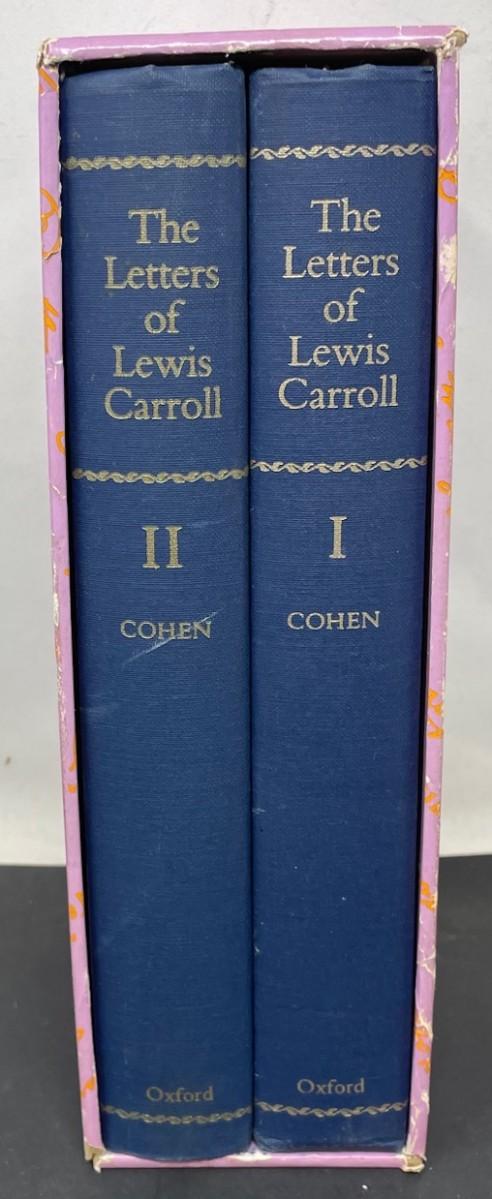 The
Letters
of
Lewis
Carroll
II
COHEN
Oxford
The
Letters
of
Lewis
Carroll
I
COHEN
Oxford